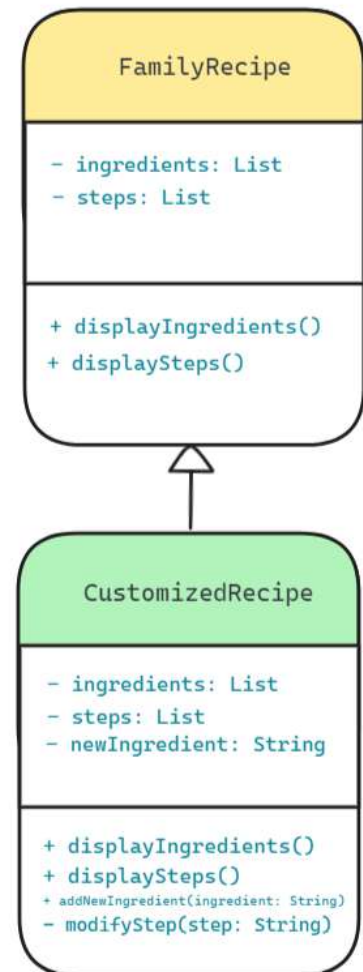 FamilyRecipe
- ingredients: List
- steps: List
+ displayIngredients()
+ displaySteps()
CustomizedRecipe
- ingredients: List
- steps: List
- newIngredient: String
+ displayIngredients()
+ displaySteps()
+ addNewIngredient(ingredient: String)
- modifyStep(step: String)